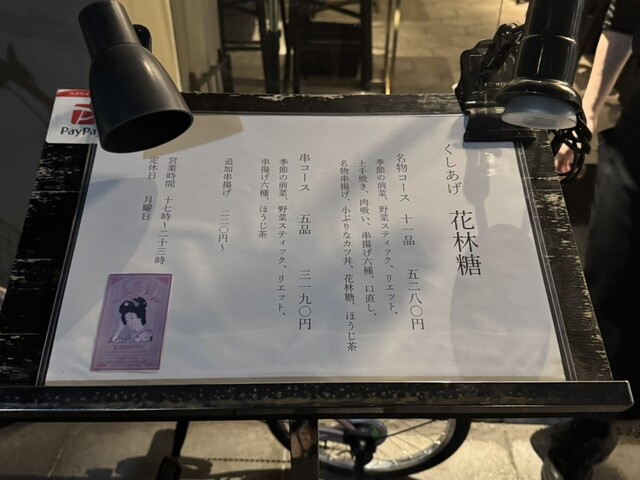 くしあげ 花林糖
名物コース 十一品 五二八〇円
季節の前菜、野菜スティック、リエット、
土手焼き、肉吸い、串揚げ六種、口直し、
名物串揚げ、小ぶりなカツ丼、花林糖、ほうじ茶
串コース 五品 三一九〇円
季節の前菜、野菜スティック、リエット、
串揚げ六種、ほうじ茶
追加串揚げ 二二〇円〜
営業時間 十七時〜二十三時
定休日 月曜日
PayPa